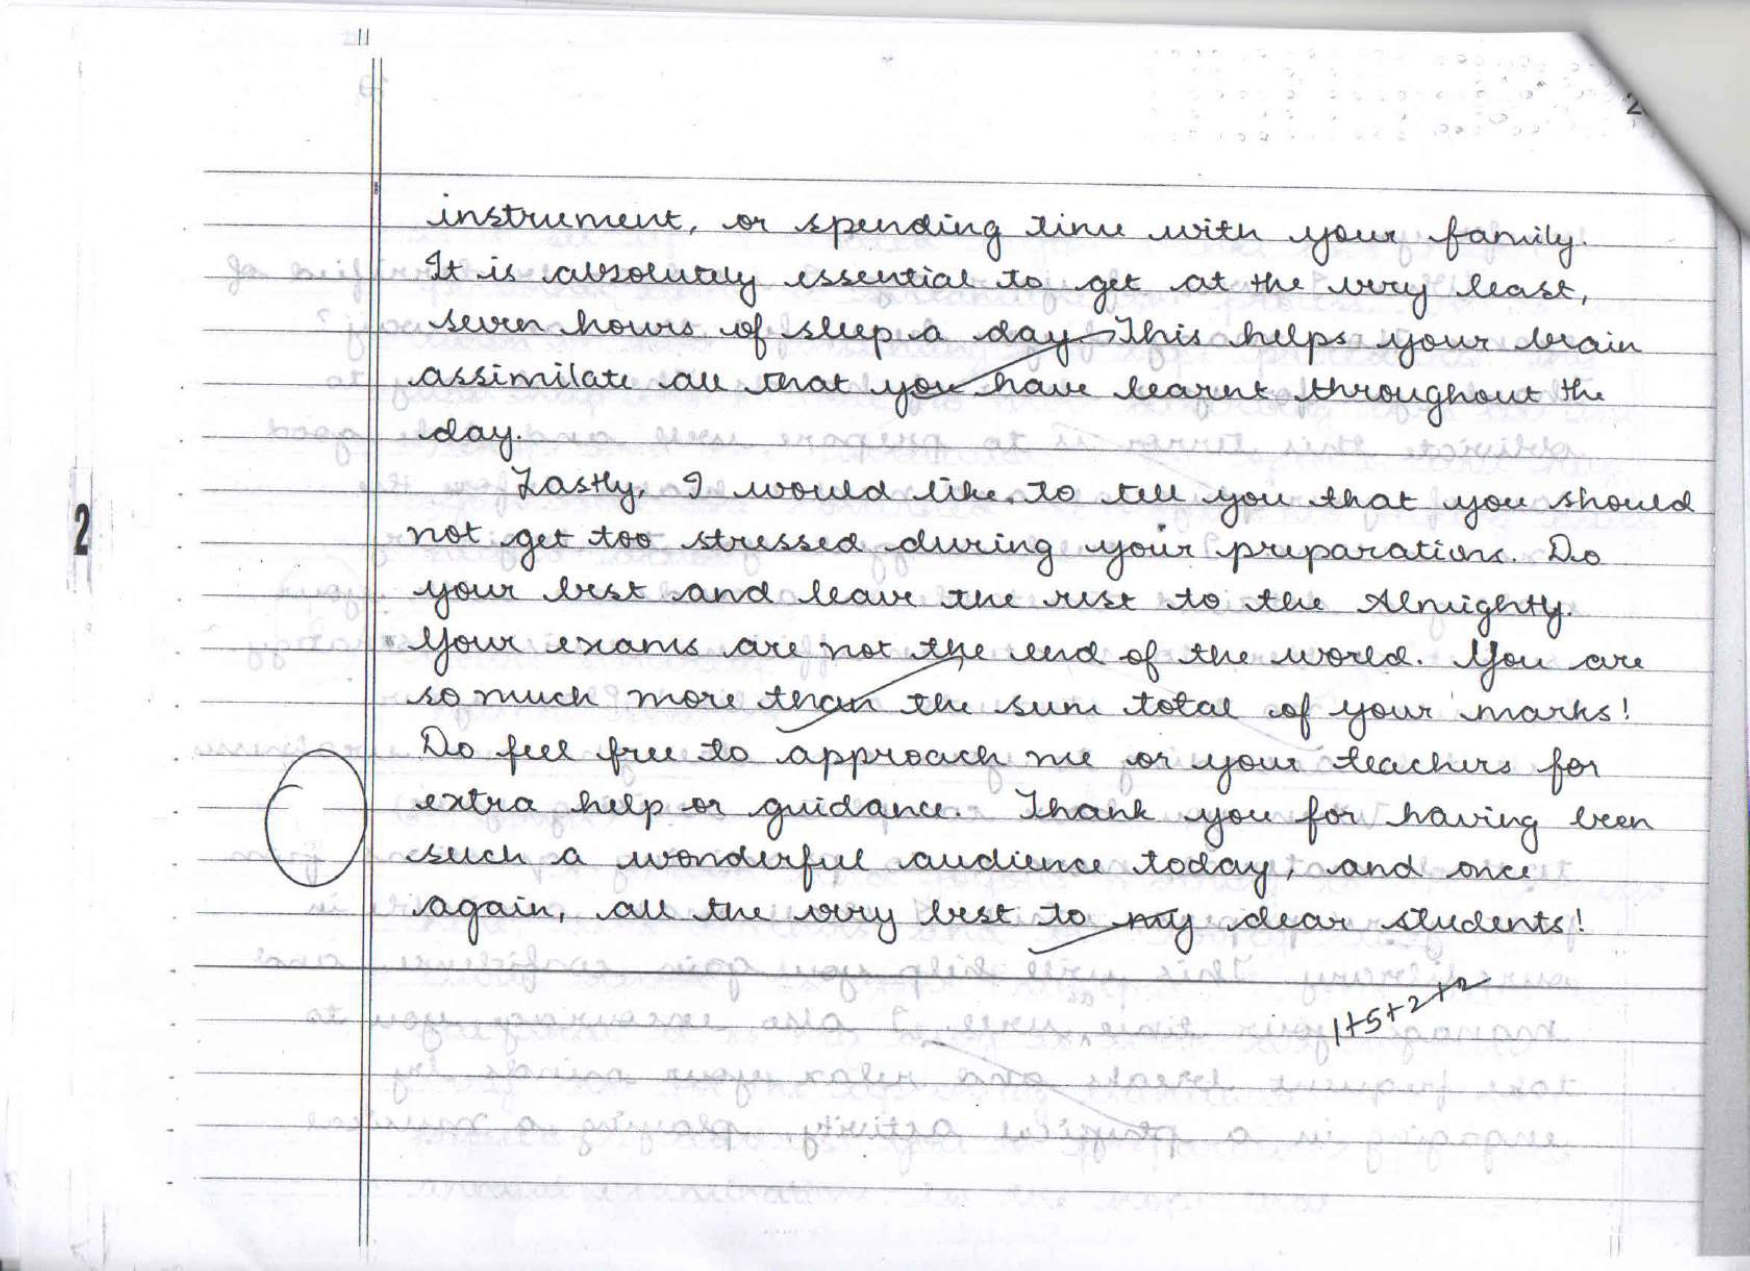 2
instrument, or spending time with your family.
It is absolutely essential to get at the very least,
seven hours of sleep a day. This helps your brain
assimilate all that you have learnt throughout the
day.
Lastly, I would like to tell you that you should
not get too stressed during your preparations. Do
your best and leave the rest to the Almighty.
Your exams are not the end of the world. You are
so much more than the sum total of your marks!
Do feel free to approach me or your teachers for
extra help or guidance. Thank you for having been
such a wonderful audience today, and once
again, all the very best to my dear students!
1+5+2+2
2